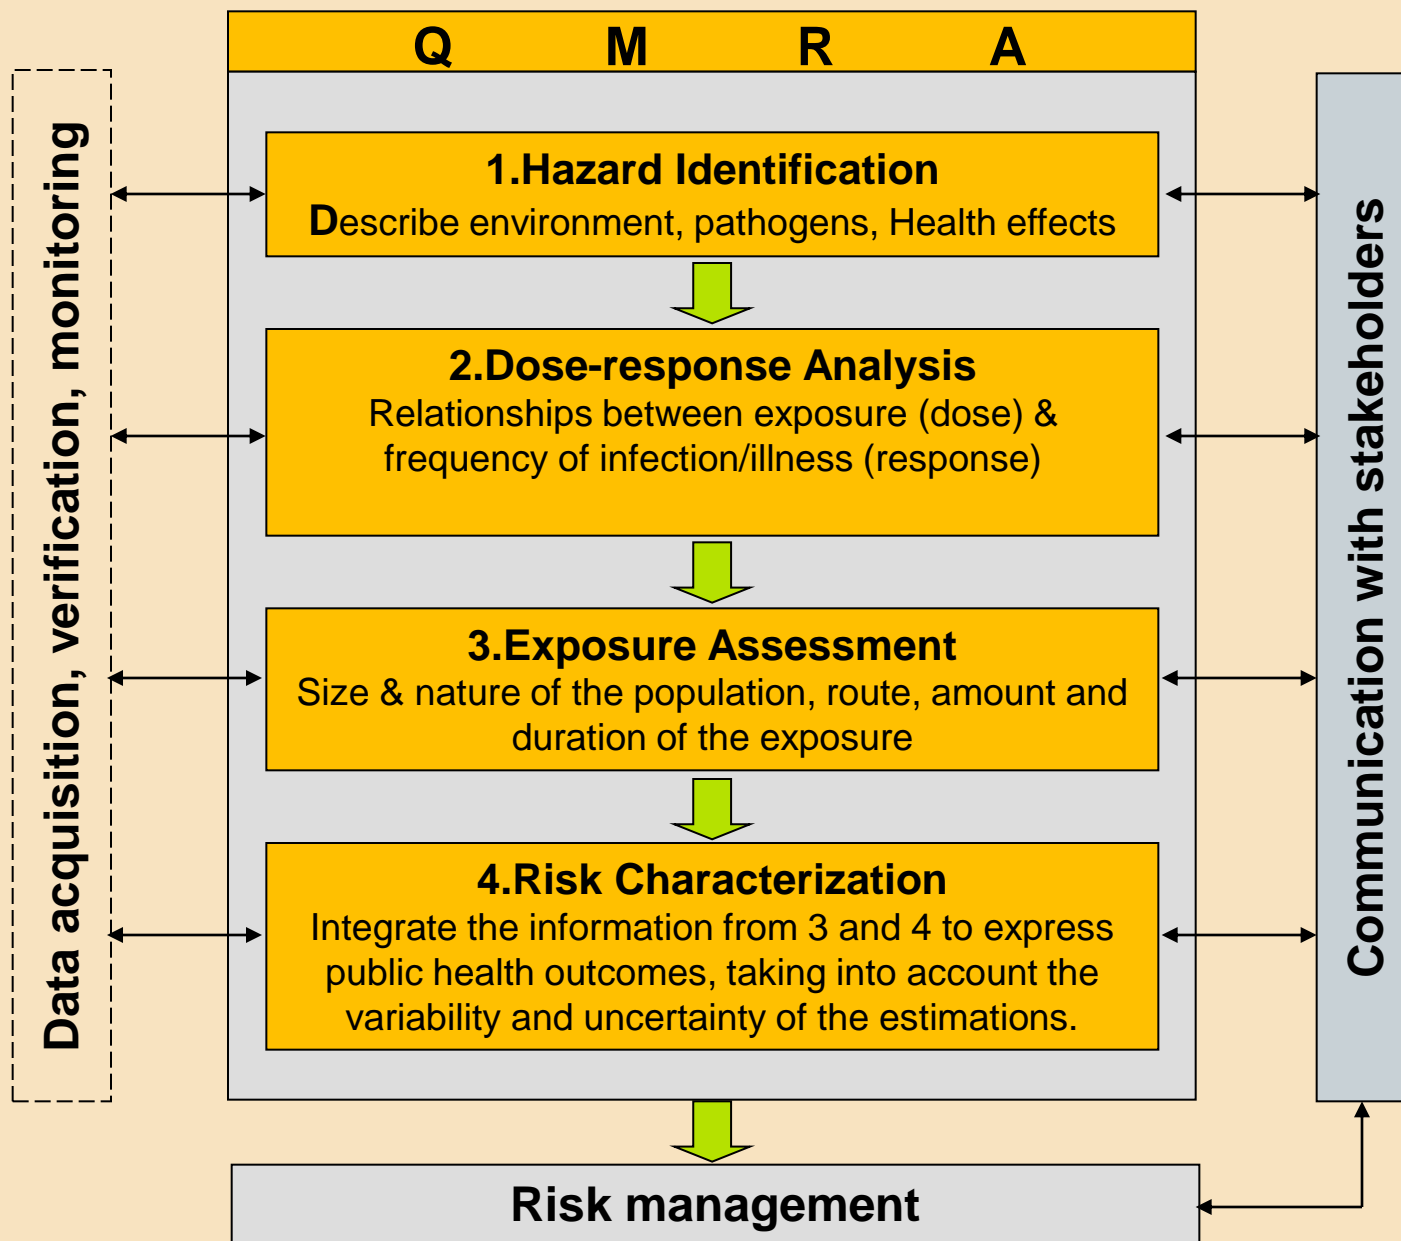 Q M R A
Data acquisition, verification, monitoring
1.Hazard Identification
Describe environment, pathogens, Health effects
2.Dose-response Analysis
Relationships between exposure (dose) &
frequency of infection/illness (response)
3.Exposure Assessment
Size & nature of the population, route, amount and
duration of the exposure
4.Risk Characterization
Integrate the information from 3 and 4 to express
public health outcomes, taking into account the
variability and uncertainty of the estimations.
Communication with stakeholders
Risk management